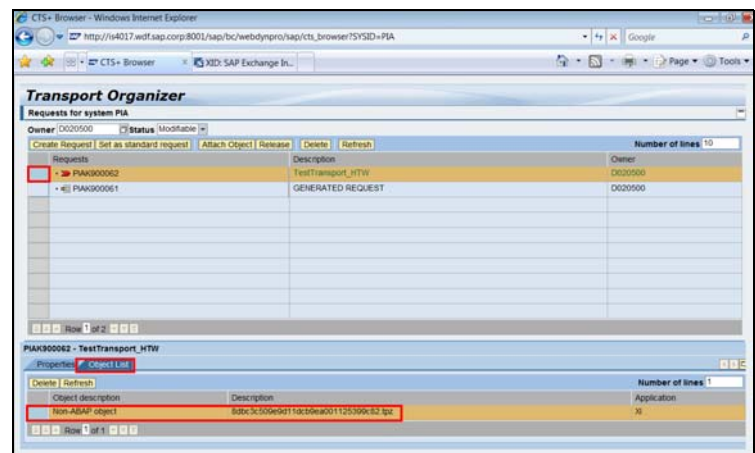 CTS+ Browser - Windows Internet Explorer
http://is4017.wdf.sap.corp:8001/sap/bc/webdynpro/sap/cts_browser?SYSID=PIA
Google
CTS+ Browser
XID: SAP Exchange In...
Page
Tools
Transport Organizer
Requests for system PIA
Owner D020500 Status Modifiable
Create Request Set as standard request Attach Object Release Delete Refresh Number of lines 10
Requests Description Owner
PIAK900062 TestTransport_HTW D020500
PIAK900061 GENERATED REQUEST D020500
Row 1 of 2
PIAK900062 - TestTransport_HTW
Properties Object List
Delete Refresh Number of lines 1
Object description Description Application
Non-ABAP object XI
Row 1 of 1